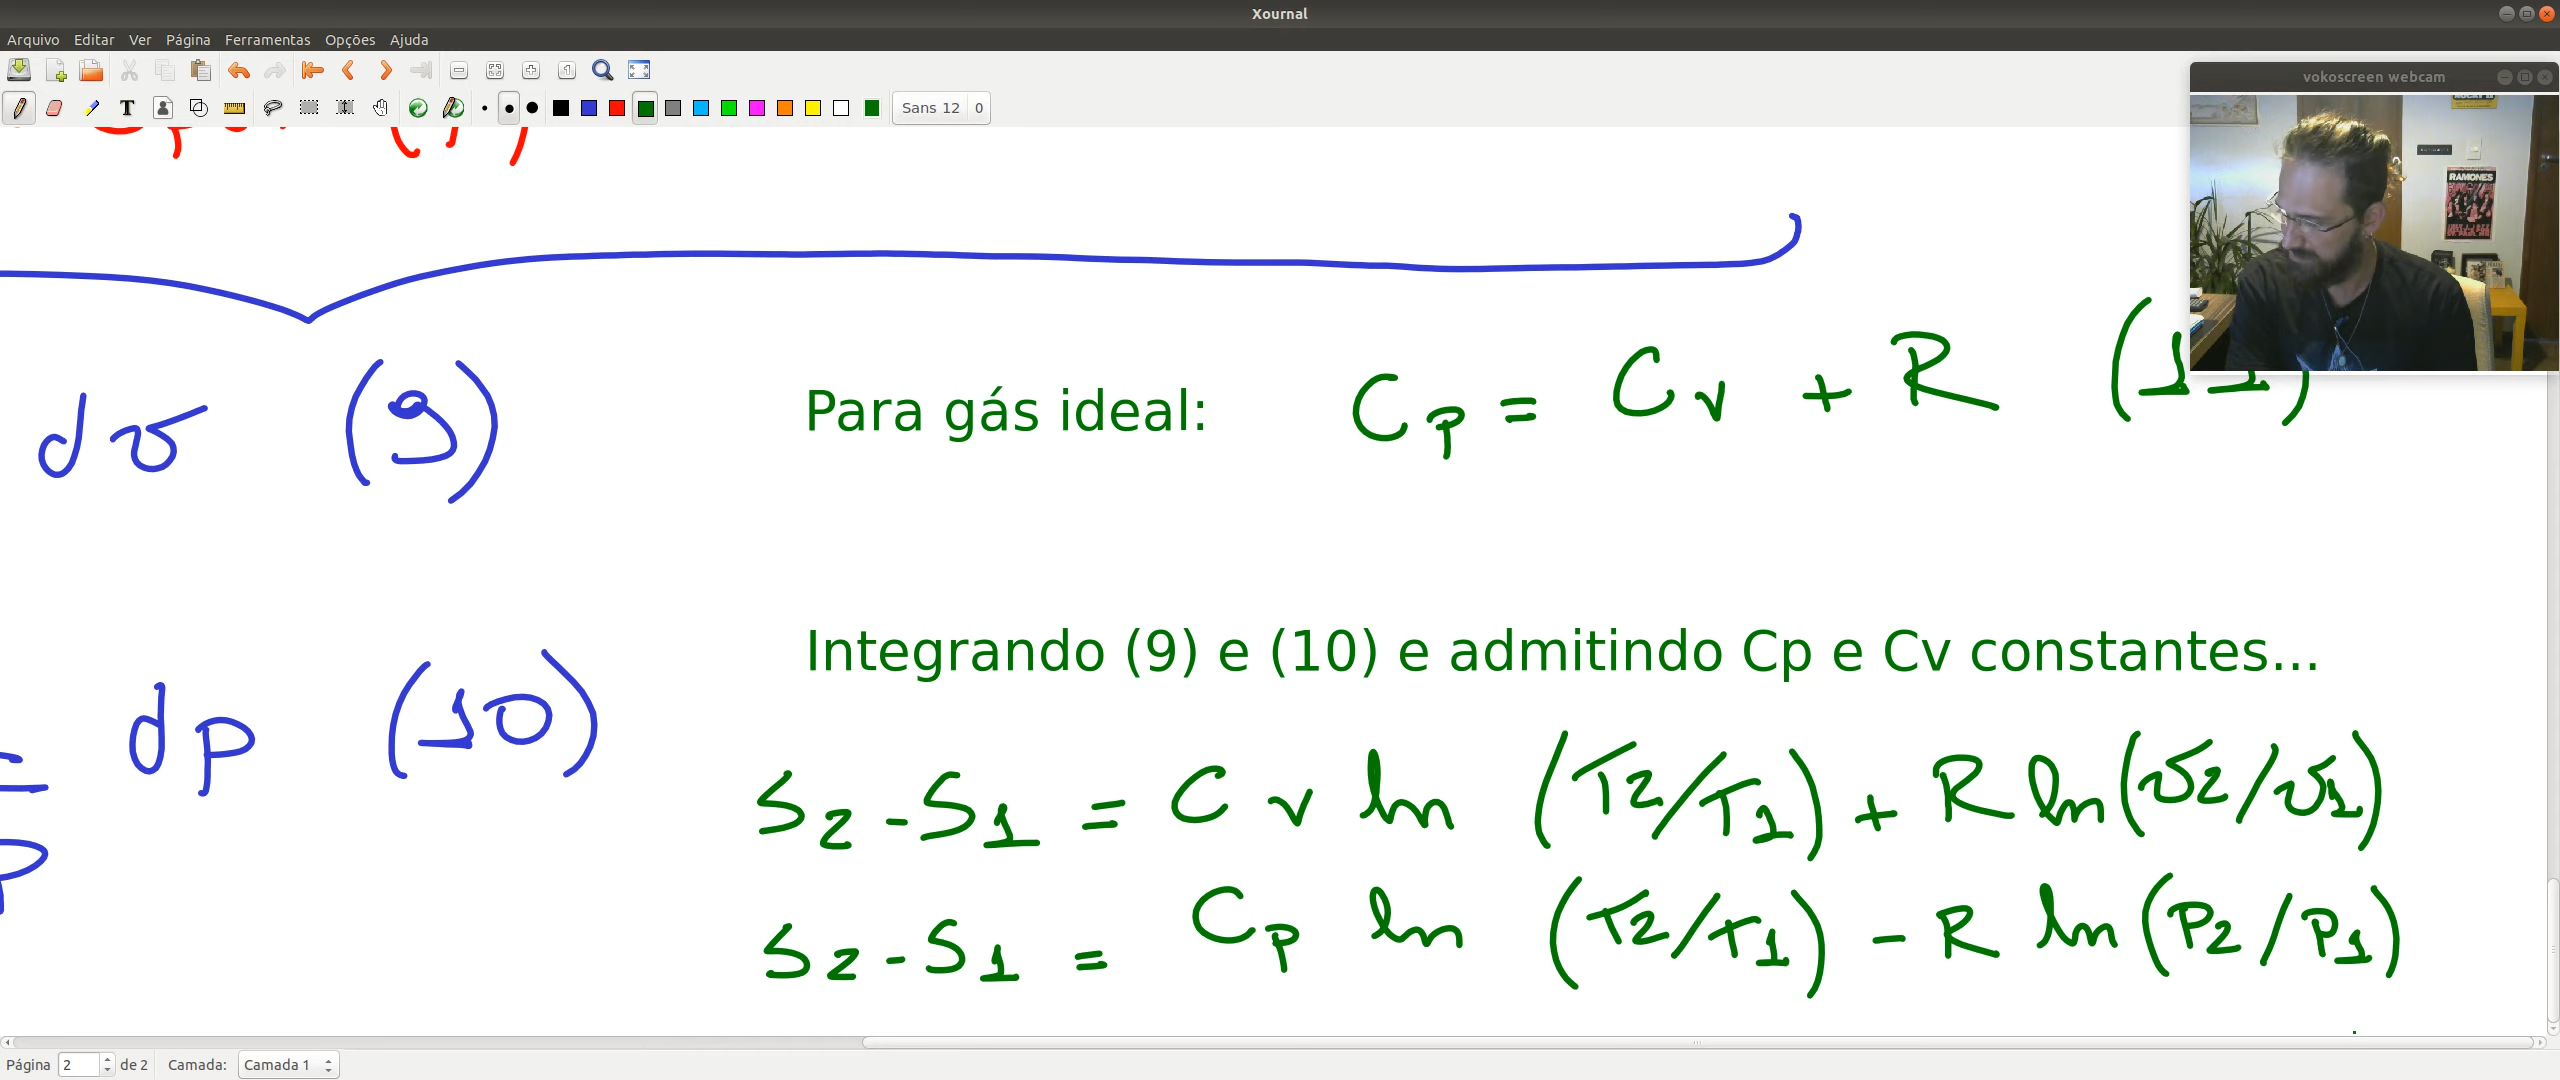 Xournal
Arquivo Editar Ver Página Ferramentas Opções Ajuda
vokoscreen webcam
Sans 12 0
RAMONES
dv (9)
Para gás ideal: Cp = Cv + R (11)
Integrando (9) e (10) e admitindo Cp e Cv constantes...
dp (10)
S2 - S1 = Cv ln (T2/T1) + R ln (v2/v1)
S2 - S1 = Cp ln (T2/T1) - R ln (P2/P1)
Página 2 de 2 Camada: Camada 1